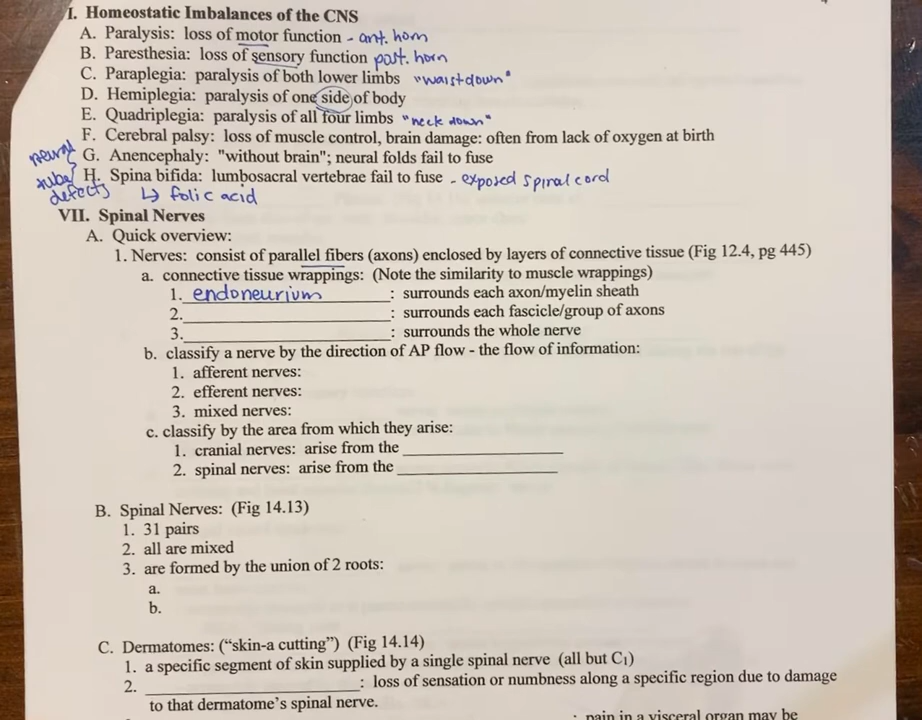 I. Homeostatic Imbalances of the CNS
A. Paralysis: loss of motor function - ant. horn
B. Paresthesia: loss of sensory function post. horn
C. Paraplegia: paralysis of both lower limbs "waist down"
D. Hemiplegia: paralysis of one side of body
E. Quadriplegia: paralysis of all four limbs "neck down"
F. Cerebral palsy: loss of muscle control, brain damage: often from lack of oxygen at birth
neural G. Anencephaly: "without brain"; neural folds fail to fuse
tube H. Spina bifida: lumbosacral vertebrae fail to fuse - exposed spiral cord
defects ↳ folic acid
VII. Spinal Nerves
A. Quick overview:
1. Nerves: consist of parallel fibers (axons) enclosed by layers of connective tissue (Fig 12.4, pg 445)
a. connective tissue wrappings: (Note the similarity to muscle wrappings)
1. endoneurium : surrounds each axon/myelin sheath
2. ____________________ : surrounds each fascicle/group of axons
3. ____________________ : surrounds the whole nerve
b. classify a nerve by the direction of AP flow - the flow of information:
1. afferent nerves:
2. efferent nerves:
3. mixed nerves:
c. classify by the area from which they arise:
1. cranial nerves: arise from the ________________
2. spinal nerves: arise from the ________________
B. Spinal Nerves: (Fig 14.13)
1. 31 pairs
2. all are mixed
3. are formed by the union of 2 roots:
a.
b.
C. Dermatomes: (“skin-a cutting”) (Fig 14.14)
1. a specific segment of skin supplied by a single spinal nerve (all but C1)
2. ____________________ : loss of sensation or numbness along a specific region due to damage
to that dermatome's spinal nerve.
: pain in a visceral organ may be